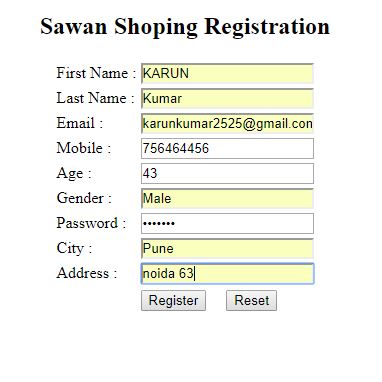 Sawan Shoping Registration
First Name : KARUN
Last Name : Kumar
Email : karunkumar2525@gmail.com
Mobile : 756464456
Age : 43
Gender : Male
Password : •••••••
City : Pune
Address : noida 63
Register Reset